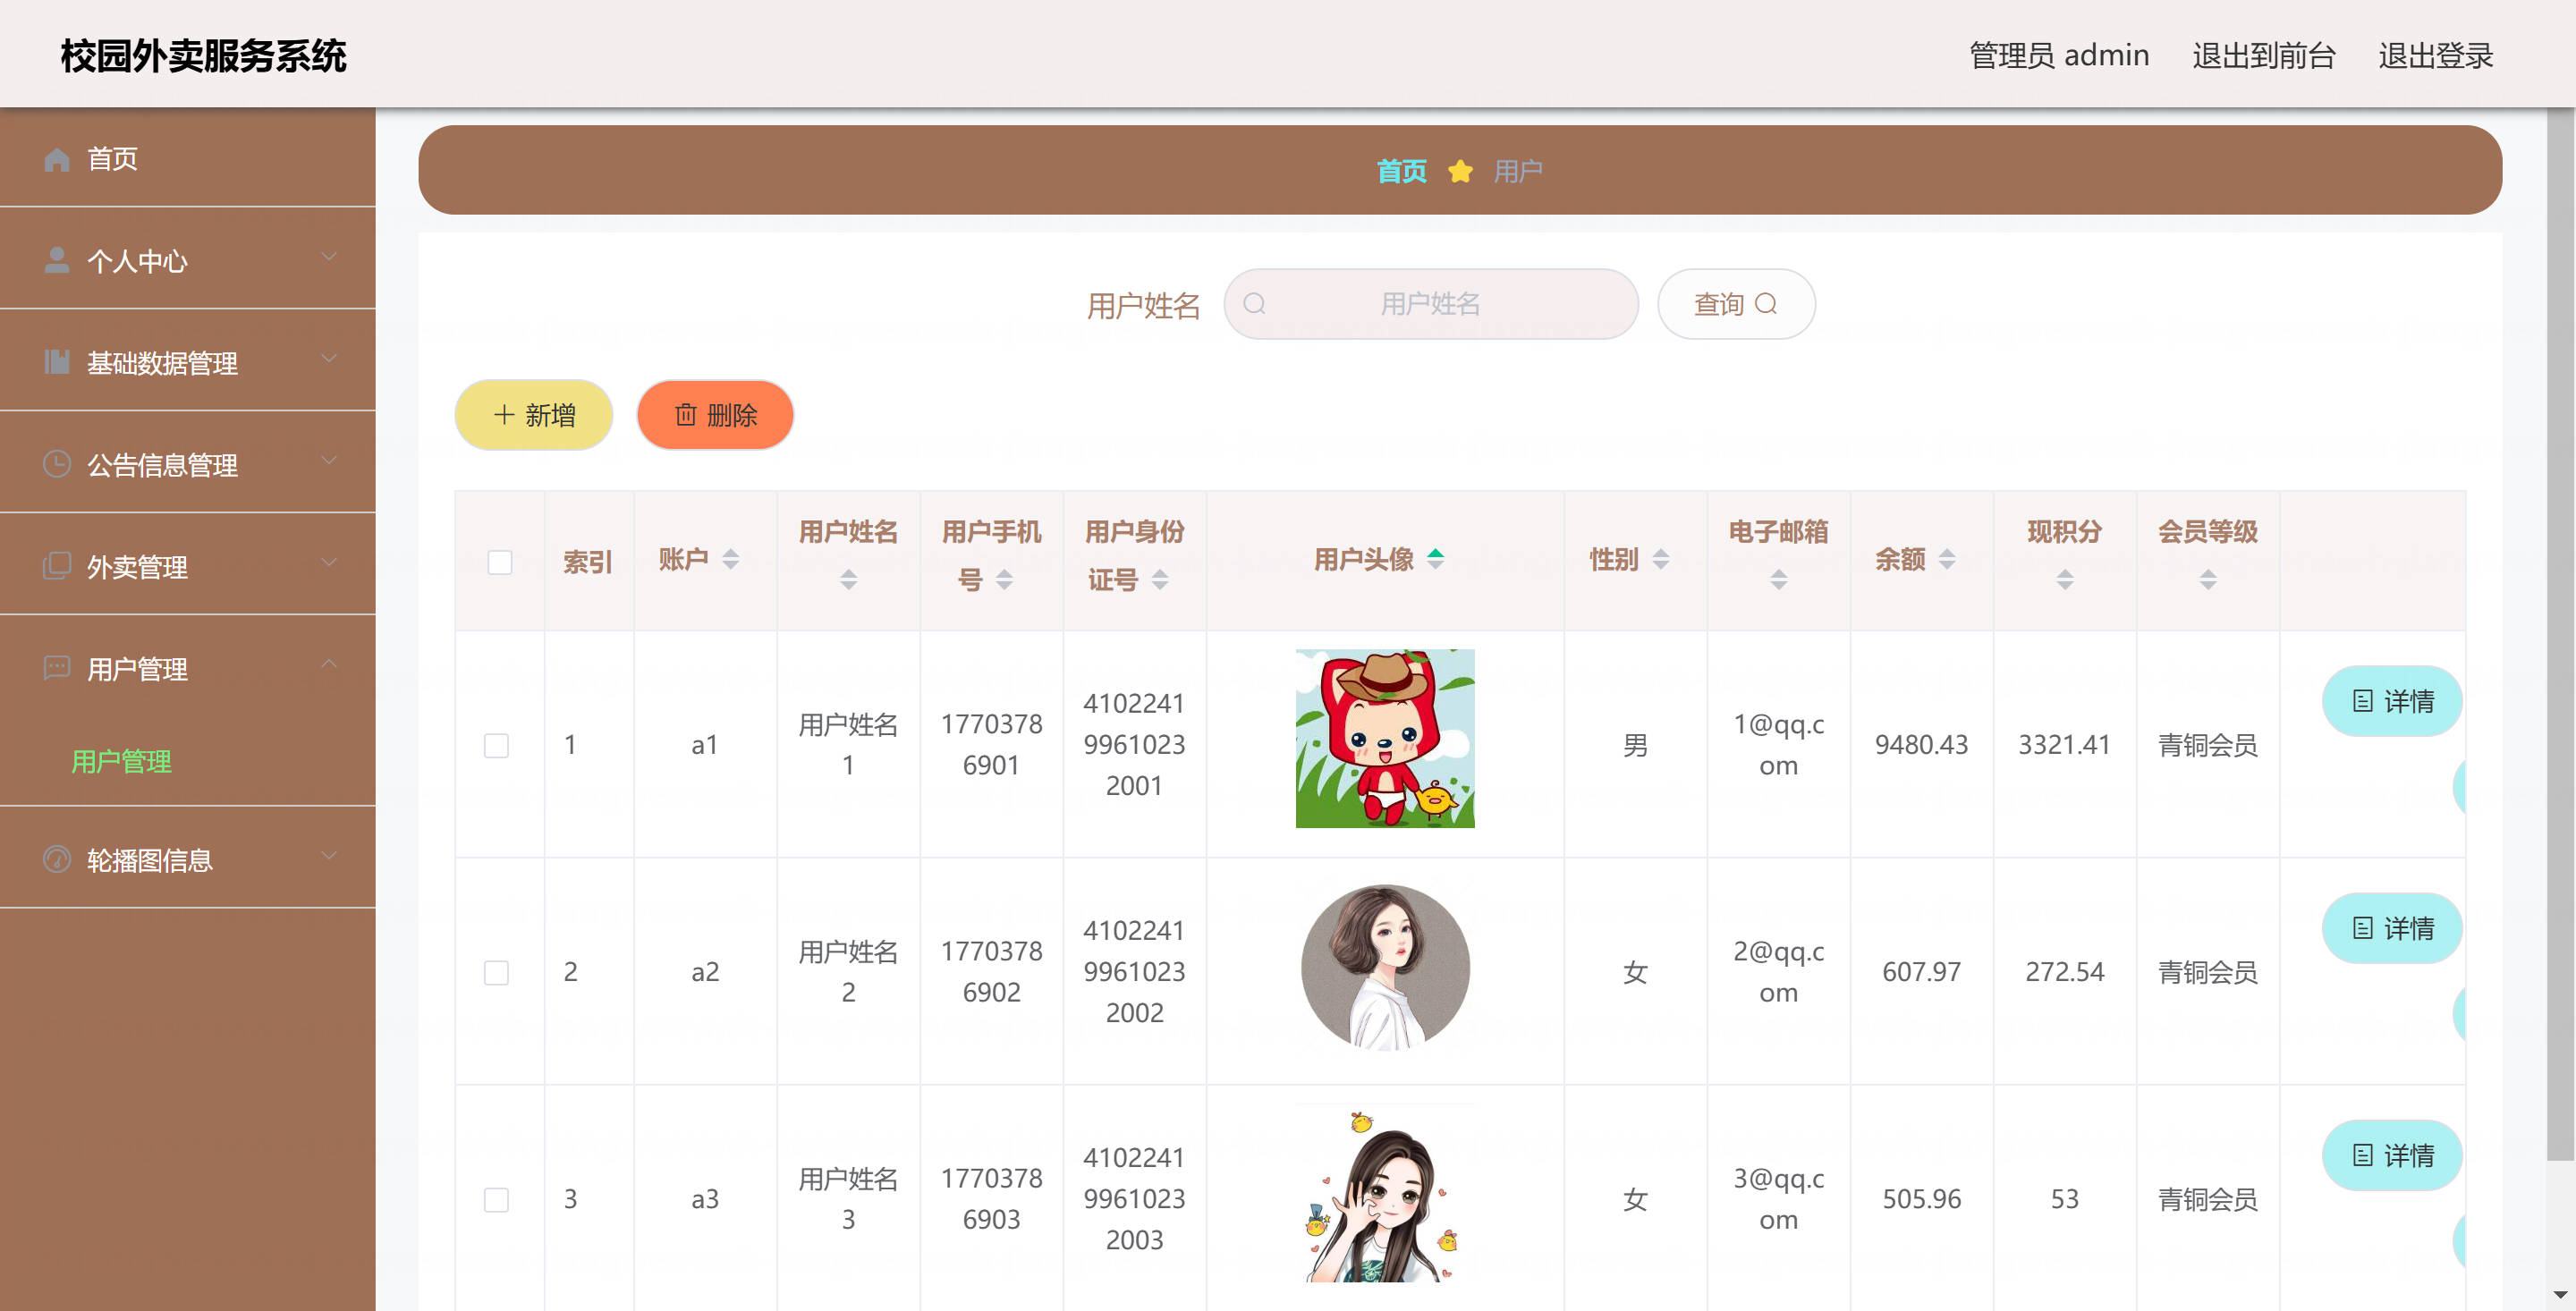 校园外卖服务系统
管理员 admin 退出到前台 退出登录
首页
个人中心
基础数据管理
公告信息管理
外卖管理
用户管理
用户管理
轮播图信息
首页 用户
用户姓名 用户姓名 查询
新增 删除
索引 账户 用户姓名 用户手机号 用户身份证号 用户头像 性别 电子邮箱 余额 现积分 会员等级
1 a1 用户姓名1 17703786901 410224199610232001 男 1@qq.com 9480.43 3321.41 青铜会员 详情
2 a2 用户姓名2 17703786902 410224199610232002 女 2@qq.com 607.97 272.54 青铜会员 详情
3 a3 用户姓名3 17703786903 410224199610232003 女 3@qq.com 505.96 53 青铜会员 详情